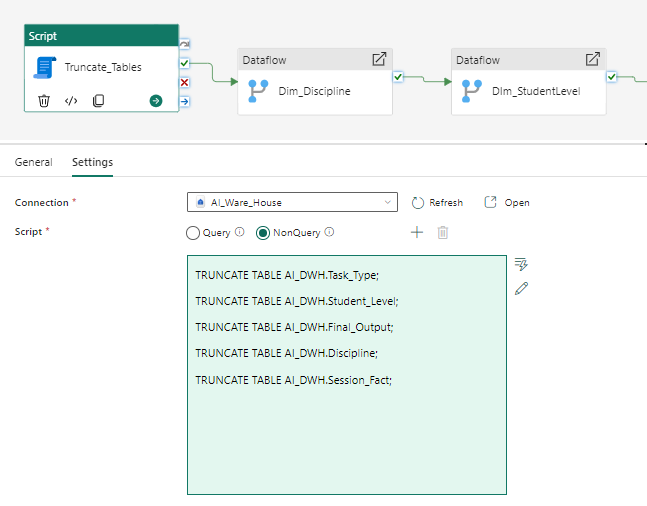 Script
Truncate_Tables
Dataflow
Dim_Discipline
Dataflow
DIm_StudentLevel
General
Settings
Connection *
AI_Ware_House
Refresh
Open
Script *
Query
NonQuery
TRUNCATE TABLE AI_DWH.Task_Type;
TRUNCATE TABLE AI_DWH.Student_Level;
TRUNCATE TABLE AI_DWH.Final_Output;
TRUNCATE TABLE AI_DWH.Discipline;
TRUNCATE TABLE AI_DWH.Session_Fact;